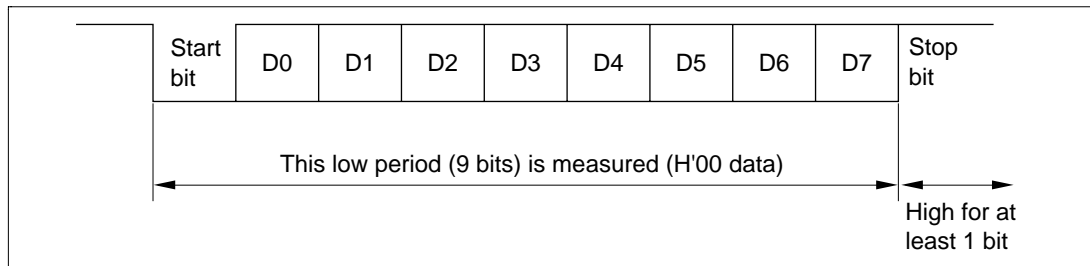 Start bit
D0 D1 D2 D3 D4 D5 D6 D7
Stop bit
This low period (9 bits) is measured (H'00 data)
High for at
least 1 bit